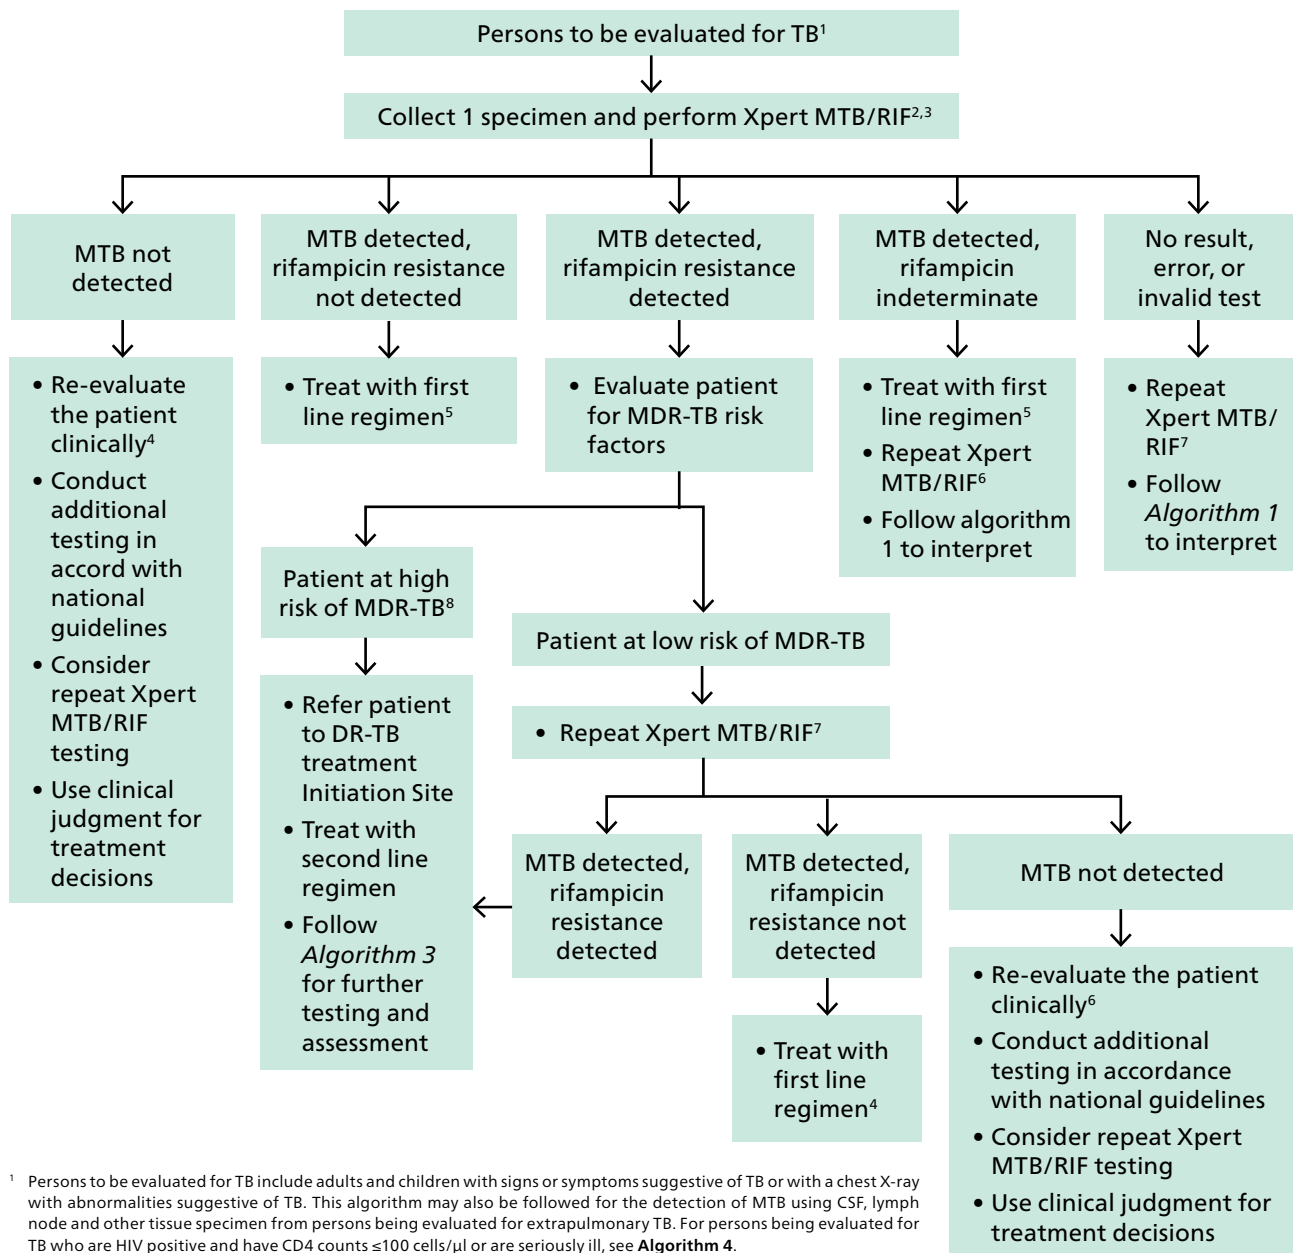 Persons to be evaluated for TB¹
Collect 1 specimen and perform Xpert MTB/RIF²,³
MTB not
detected
MTB detected,
rifampicin resistance
not detected
MTB detected,
rifampicin resistance
detected
MTB detected,
rifampicin
indeterminate
No result,
error, or
invalid test
• Re-evaluate
the patient
clinically⁴
• Conduct
additional
testing in
accord with
national
guidelines
• Consider
repeat Xpert
MTB/RIF
testing
• Use clinical
judgment for
treatment
decisions
• Treat with first
line regimen⁵
• Evaluate patient
for MDR-TB risk
factors
• Treat with first
line regimen⁵
• Repeat Xpert
MTB/RIF⁶
• Follow algorithm
1 to interpret
• Repeat
Xpert MTB/
RIF⁷
• Follow
Algorithm 1
to interpret
Patient at high
risk of MDR-TB⁸
Patient at low risk of MDR-TB
• Refer patient
to DR-TB
treatment
Initiation Site
• Treat with
second line
regimen
• Follow
Algorithm 3
for further
testing and
assessment
• Repeat Xpert MTB/RIF⁷
MTB detected,
rifampicin
resistance
detected
MTB detected,
rifampicin
resistance not
detected
MTB not detected
• Treat with
first line
regimen⁴
• Re-evaluate the patient
clinically⁶
• Conduct additional
testing in accordance
with national guidelines
• Consider repeat Xpert
MTB/RIF testing
• Use clinical judgment for
treatment decisions
¹ Persons to be evaluated for TB include adults and children with signs or symptoms suggestive of TB or with a chest X-ray
with abnormalities suggestive of TB. This algorithm may also be followed for the detection of MTB using CSF, lymph
node and other tissue specimen from persons being evaluated for extrapulmonary TB. For persons being evaluated for
TB who are HIV positive and have CD4 counts ≤100 cells/µl or are seriously ill, see Algorithm 4.